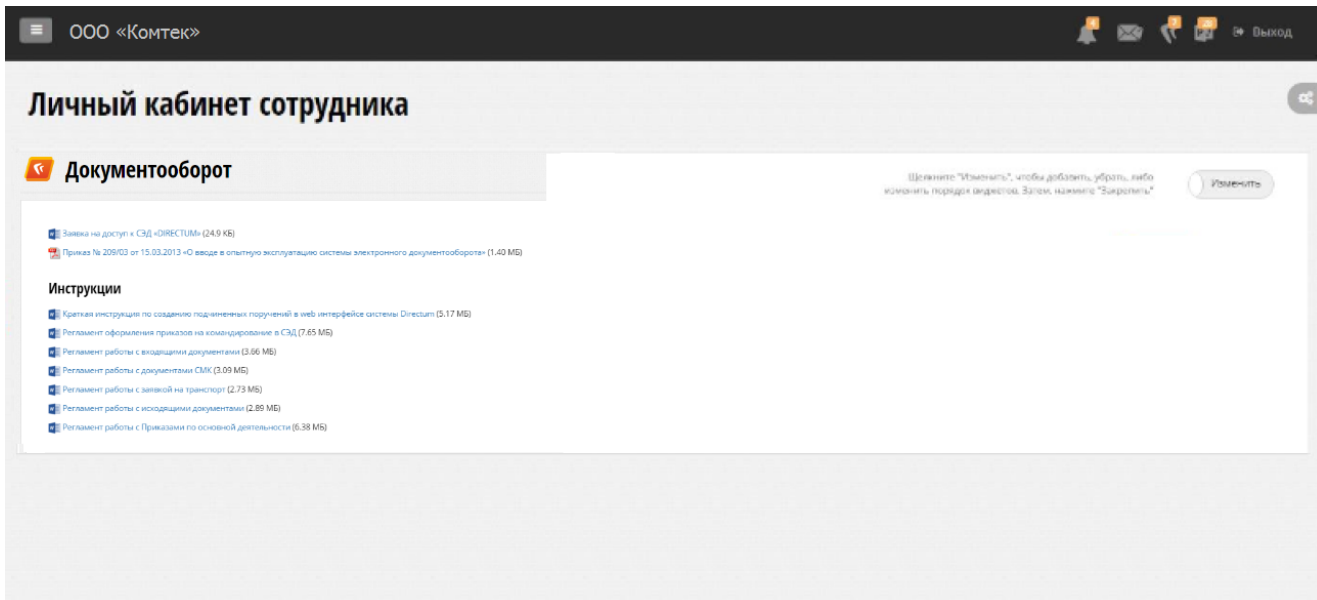 ООО «Комтек»
4
3
Выход
Личный кабинет сотрудника
Документооборот
Щелкните "Изменить", чтобы добавить, убрать, либо
изменить порядок виджетов. Затем, нажмите "Закрепить"
Изменить
Заявка на доступ к СЭД «DIRECTUM» (24.9 КБ)
Приказ № 209/03 от 15.03.2013 «О вводе в опытную эксплуатацию системы электронного документооборота» (1.40 МБ)
Инструкции
Краткая инструкция по созданию подчиненных поручений в web интерфейсе системы Directum (5.17 МБ)
Регламент оформления приказов на командирование в СЭД (7.65 МБ)
Регламент работы с входящими документами (3.66 МБ)
Регламент работы с документами СМК (3.09 МБ)
Регламент работы с заявкой на транспорт (2.73 МБ)
Регламент работы с исходящими документами (2.89 МБ)
Регламент работы с Приказами по основной деятельности (6.38 МБ)